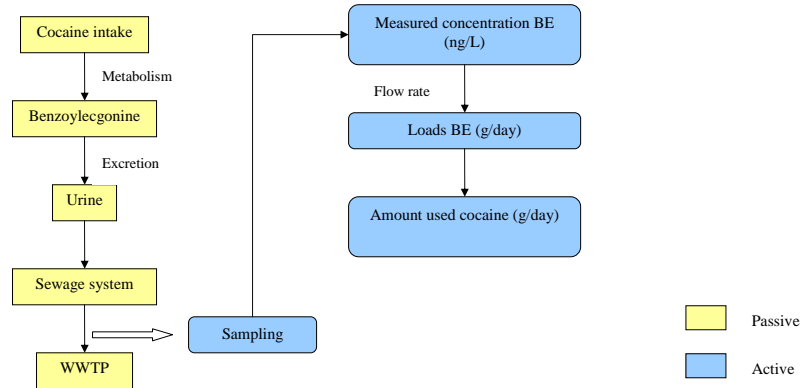 Cocaine intake
Metabolism
Benzoylecgonine
Excretion
Urine
Sewage system
WWTP
Sampling
Measured concentration BE
(ng/L)
Flow rate
Loads BE (g/day)
Amount used cocaine (g/day)
Passive
Active